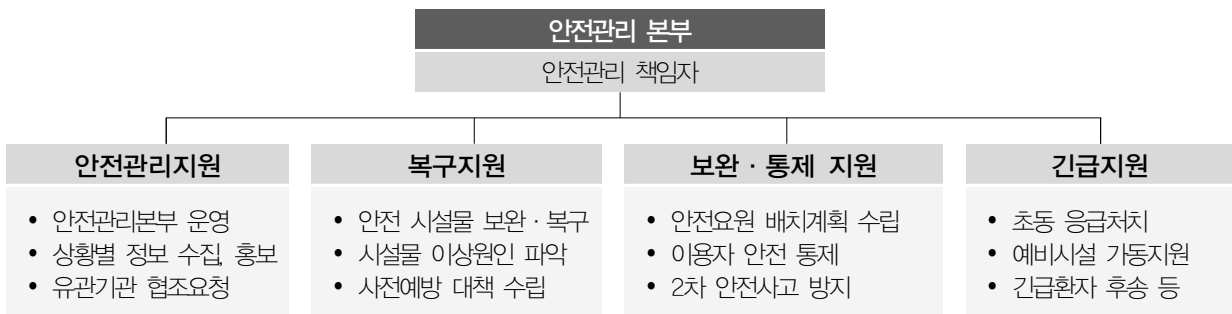 안전관리 본부
안전관리 책임자
안전관리지원
• 안전관리본부 운영
• 상황별 정보 수집, 홍보
• 유관기관 협조요청
복구지원
• 안전 시설물 보완·복구
• 시설물 이상원인 파악
• 사전예방 대책 수립
보완·통제 지원
• 안전요원 배치계획 수립
• 이용자 안전 통제
• 2차 안전사고 방지
긴급지원
• 초동 응급처치
• 예비시설 가동지원
• 긴급환자 후송 등